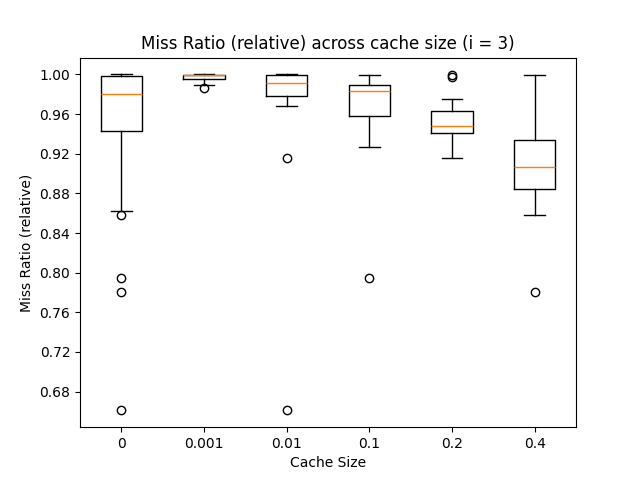 Miss Ratio (relative) across cache size (i = 3)
Miss Ratio (relative)
1.00
0.96
0.92
0.88
0.84
0.80
0.76
0.72
0.68
0 0.001 0.01 0.1 0.2 0.4
Cache Size